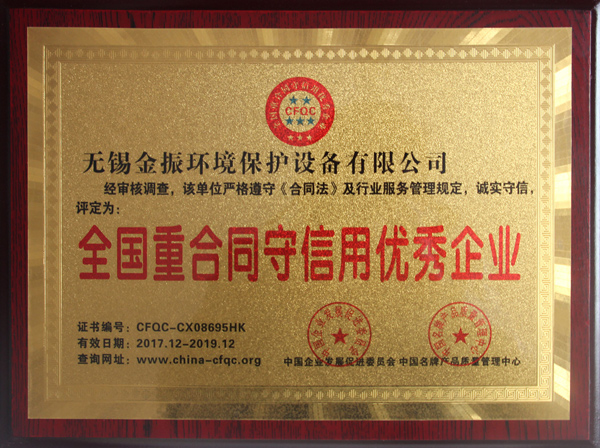 CFQC
无锡金振环境保护设备有限公司
经审核调查，该单位严格遵守《合同法》及行业服务管理规定，诚实守信，
评定为：
全国重合同守信用优秀企业
证书编号：CFQC-CX08695HK
有效日期：2017.12-2019.12
查询网址：www.china-cfqc.org
中国企业发展促进委员会 中国名牌产品质量管理中心